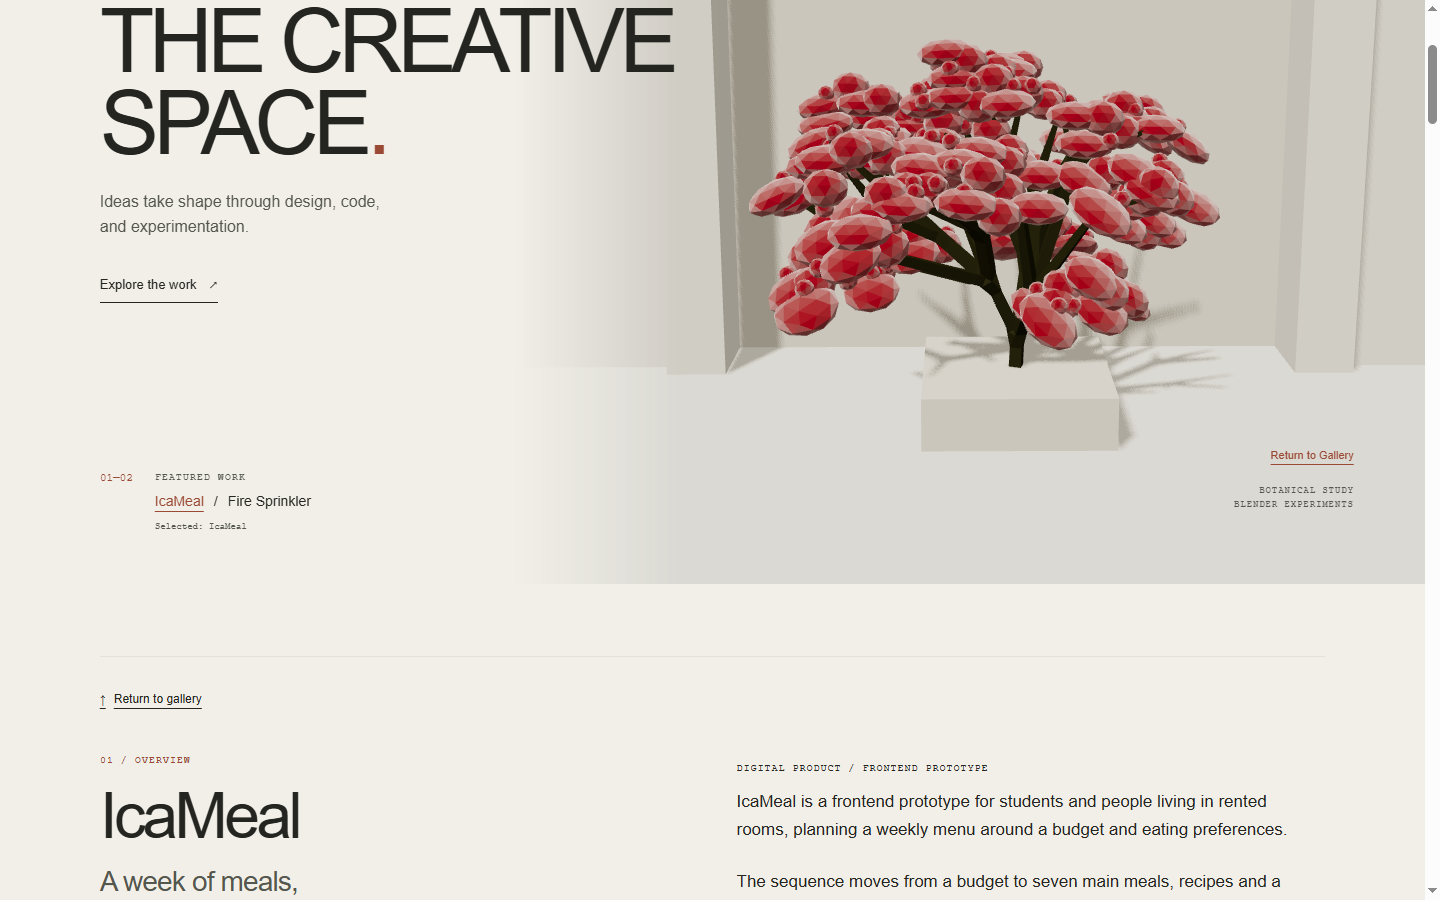 THE CREATIVE
SPACE.
Ideas take shape through design, code,
and experimentation.
Explore the work ↗
01—02 FEATURED WORK
IcaMeal / Fire Sprinkler
Selected: IcaMeal
Return to Gallery
BOTANICAL STUDY
BLENDER EXPERIMENTS
↑ Return to gallery
01 / OVERVIEW
IcaMeal
A week of meals,
DIGITAL PRODUCT / FRONTEND PROTOTYPE
IcaMeal is a frontend prototype for students and people living in rented
rooms, planning a weekly menu around a budget and eating preferences.
The sequence moves from a budget to seven main meals, recipes and a